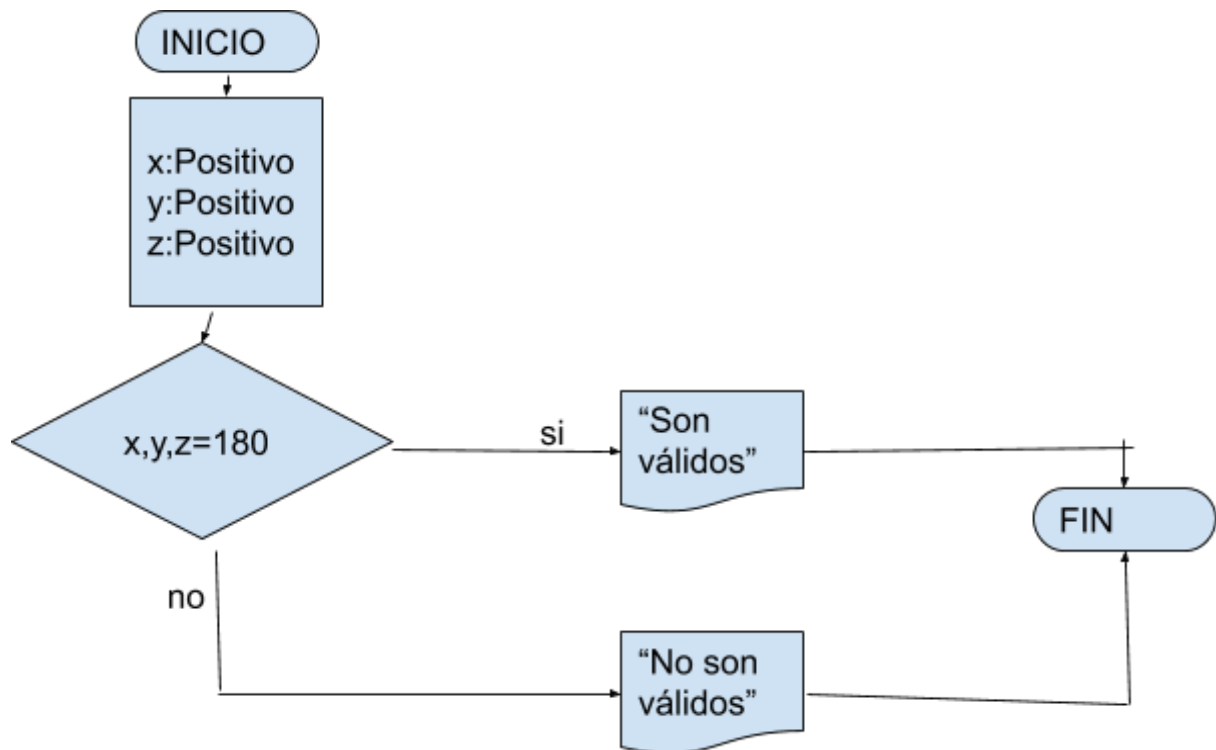 INICIO
x:Positivo
y:Positivo
z:Positivo
x,y,z=180
si
“Son
válidos”
FIN
no
“No son
válidos”